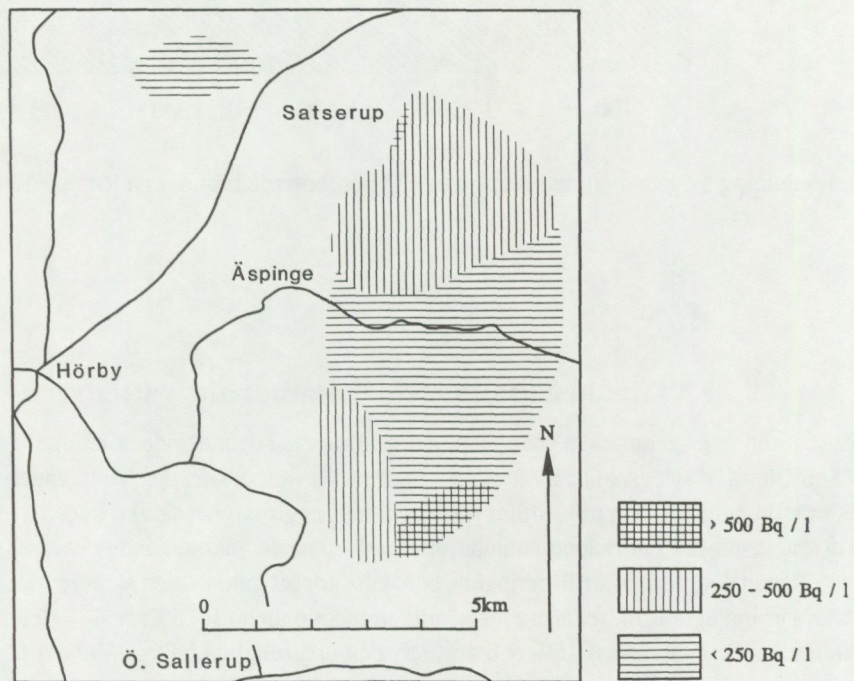 Satserup
Äspinge
Hörby
N
› 500 Bq / l
250 - 500 Bq / l
250 Bq / l
0
5km
Ö. Sallerup